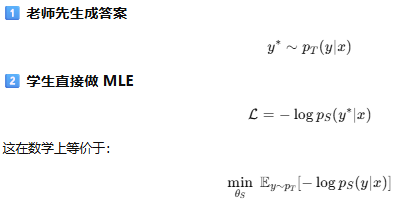 1 老师先生成答案
y* ∼ p_T(y|x)
2 学生直接做 MLE
ℒ = − log p_S(y*|x)
这在数学上等价于：
min_{θ_S} 𝔼_{y∼p_T}[− log p_S(y|x)]